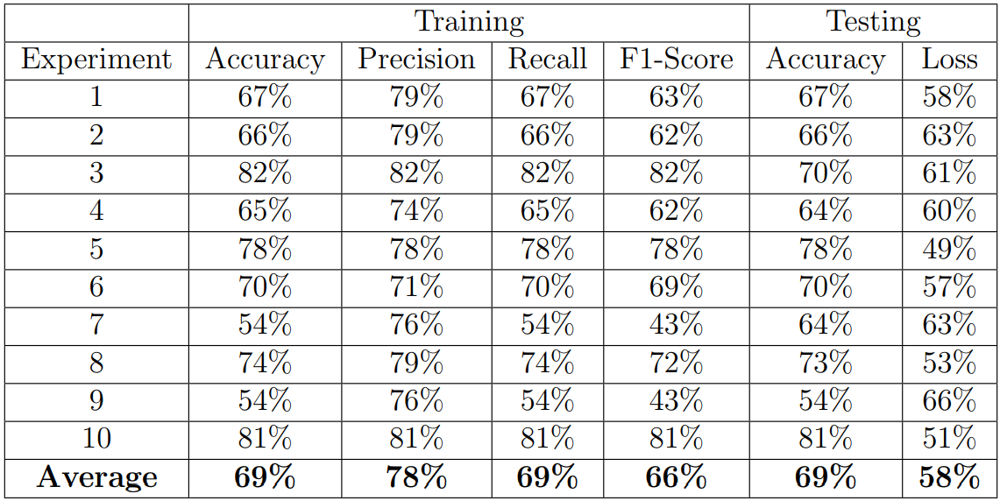 Training Testing
Experiment Accuracy Precision Recall F1-Score Accuracy Loss
1 67% 79% 67% 63% 67% 58%
2 66% 79% 66% 62% 66% 63%
3 82% 82% 82% 82% 70% 61%
4 65% 74% 65% 62% 64% 60%
5 78% 78% 78% 78% 78% 49%
6 70% 71% 70% 69% 70% 57%
7 54% 76% 54% 43% 64% 63%
8 74% 79% 74% 72% 73% 53%
9 54% 76% 54% 43% 54% 66%
10 81% 81% 81% 81% 81% 51%
Average 69% 78% 69% 66% 69% 58%